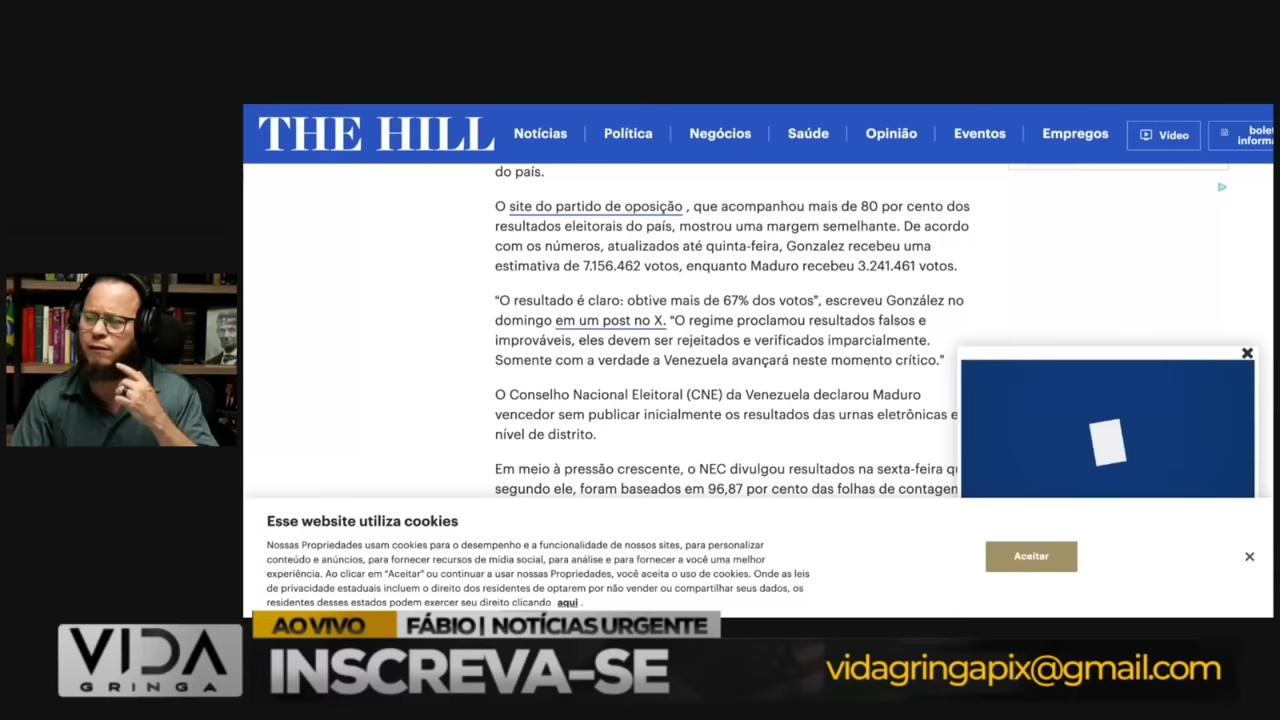 THE HILL
Notícias
Política
Negócios
Saúde
Opinião
Eventos
Empregos
Vídeo
do país.
O site do partido de oposição , que acompanhou mais de 80 por cento dos
resultados eleitorais do país, mostrou uma margem semelhante. De acordo
com os números, atualizados até quinta-feira, Gonzalez recebeu uma
estimativa de 7.156.462 votos, enquanto Maduro recebeu 3.241.461 votos.
“O resultado é claro: obtive mais de 67% dos votos”, escreveu González no
domingo em um post no X. “O regime proclamou resultados falsos e
improváveis, eles devem ser rejeitados e verificados imparcialmente.
Somente com a verdade a Venezuela avançará neste momento crítico."
O Conselho Nacional Eleitoral (CNE) da Venezuela declarou Maduro
vencedor sem publicar inicialmente os resultados das urnas eletrônicas e
nível de distrito.
Em meio à pressão crescente, o NEC divulgou resultados na sexta-feira
segundo ele, foram baseados em 96,87 por cento das folhas de contagem
Esse website utiliza cookies
Nossas Propriedades usam cookies para o desempenho e a funcionalidade de nossos sites, para personalizar
conteúdo e anúncios, para fornecer recursos de mídia social, para análise e para fornecer a você uma melhor
experiência. Ao clicar em "Aceitar" ou continuar a usar nossas Propriedades, você aceita o uso de cookies. Onde as leis
de privacidade estaduais incluem o direito dos residentes de optarem por não vender ou compartilhar seus dados, os
residentes desses estados podem exercer seu direito clicando aqui .
Aceitar
AO VIVO
FÁBIO | NOTÍCIAS URGENTE
VIDA
GRINGA
INSCREVA-SE
vidagringapix@gmail.com